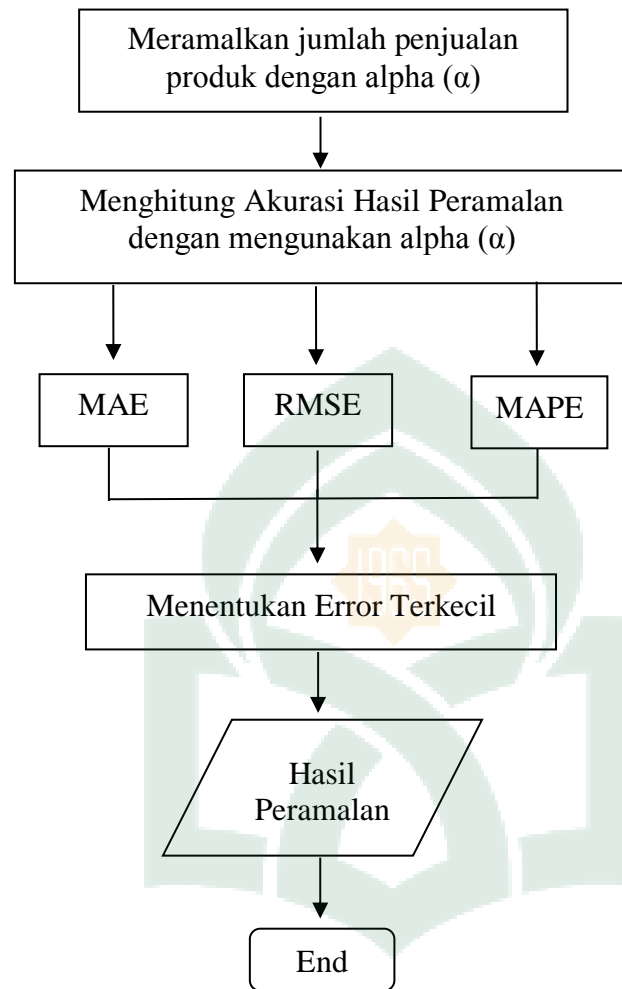 Meramalkan jumlah penjualan
produk dengan alpha (α)
Menghitung Akurasi Hasil Peramalan
dengan mengunakan alpha (α)
MAE
RMSE
MAPE
1965
Menentukan Error Terkecil
Hasil
Peramalan
End